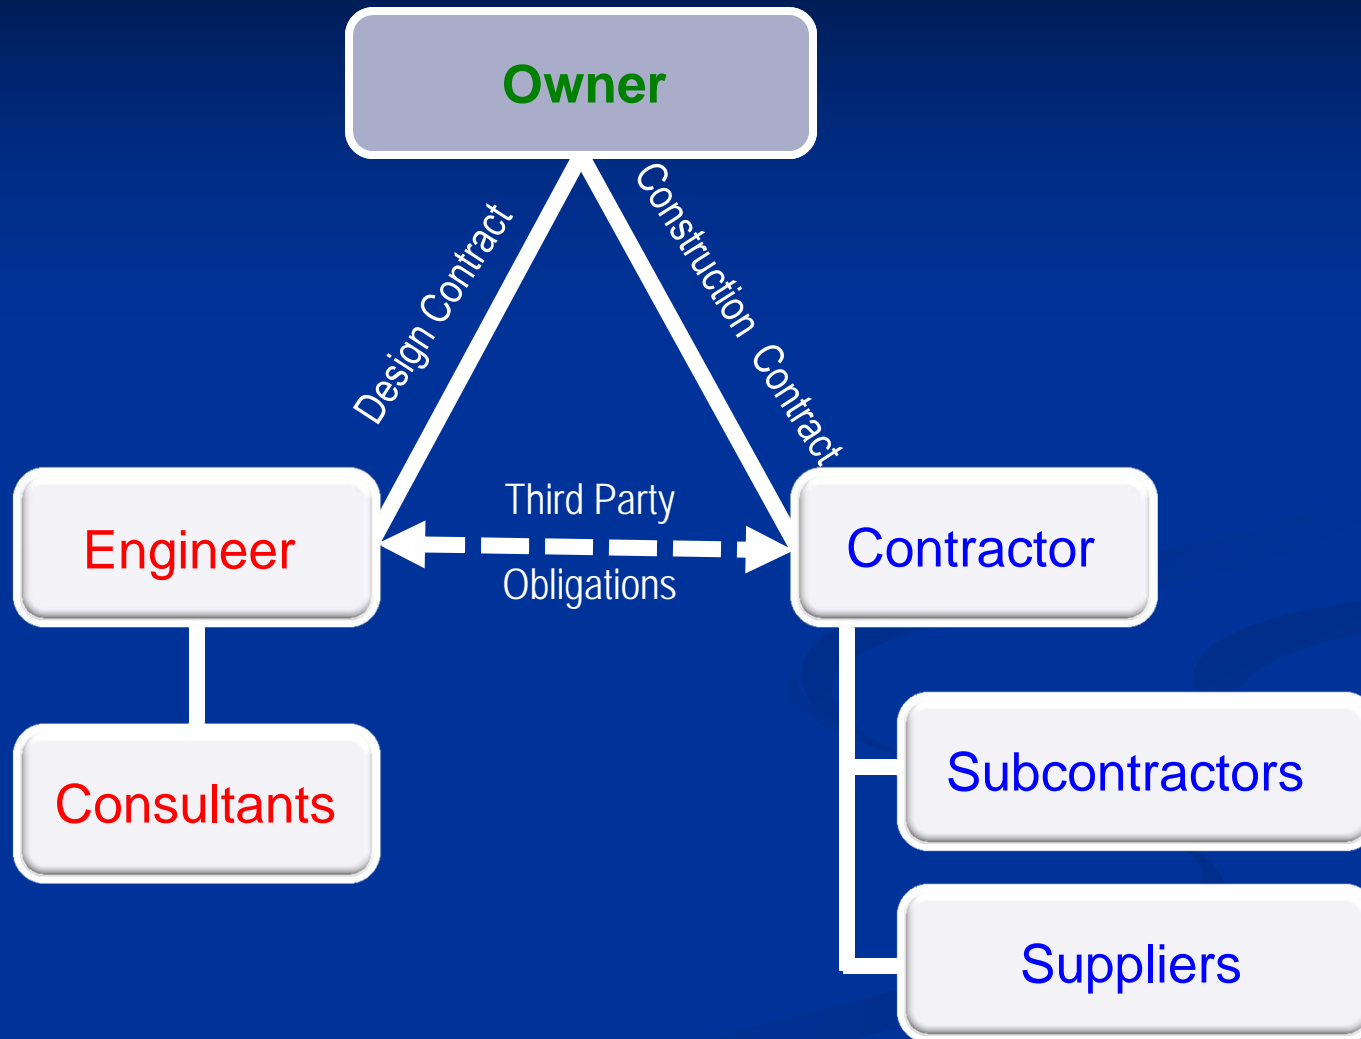 Owner
Design Contract
Construction Contract
Third Party
Obligations
Engineer
Contractor
Consultants
Subcontractors
Suppliers